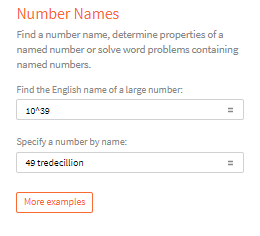 Number Names
Find a number name, determine properties of a
named number or solve word problems containing
named numbers.
Find the English name of a large number:
10^39
=
Specify a number by name:
49 tredecillion
=
More examples